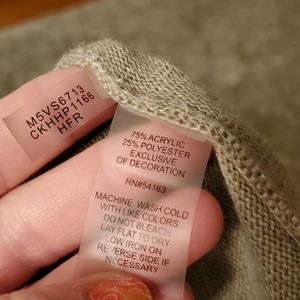 M5VS6713
CKHHP1166
HFR
75% ACRYLIC
25% POLYESTER
EXCLUSIVE
OF DECORATION
RN#54163
MACHINE WASH COLD
WITH LIKE COLORS
DO NOT BLEACH
LAY FLAT TO DRY
LOW IRON ON
REVERSE SIDE IF
NECESSARY